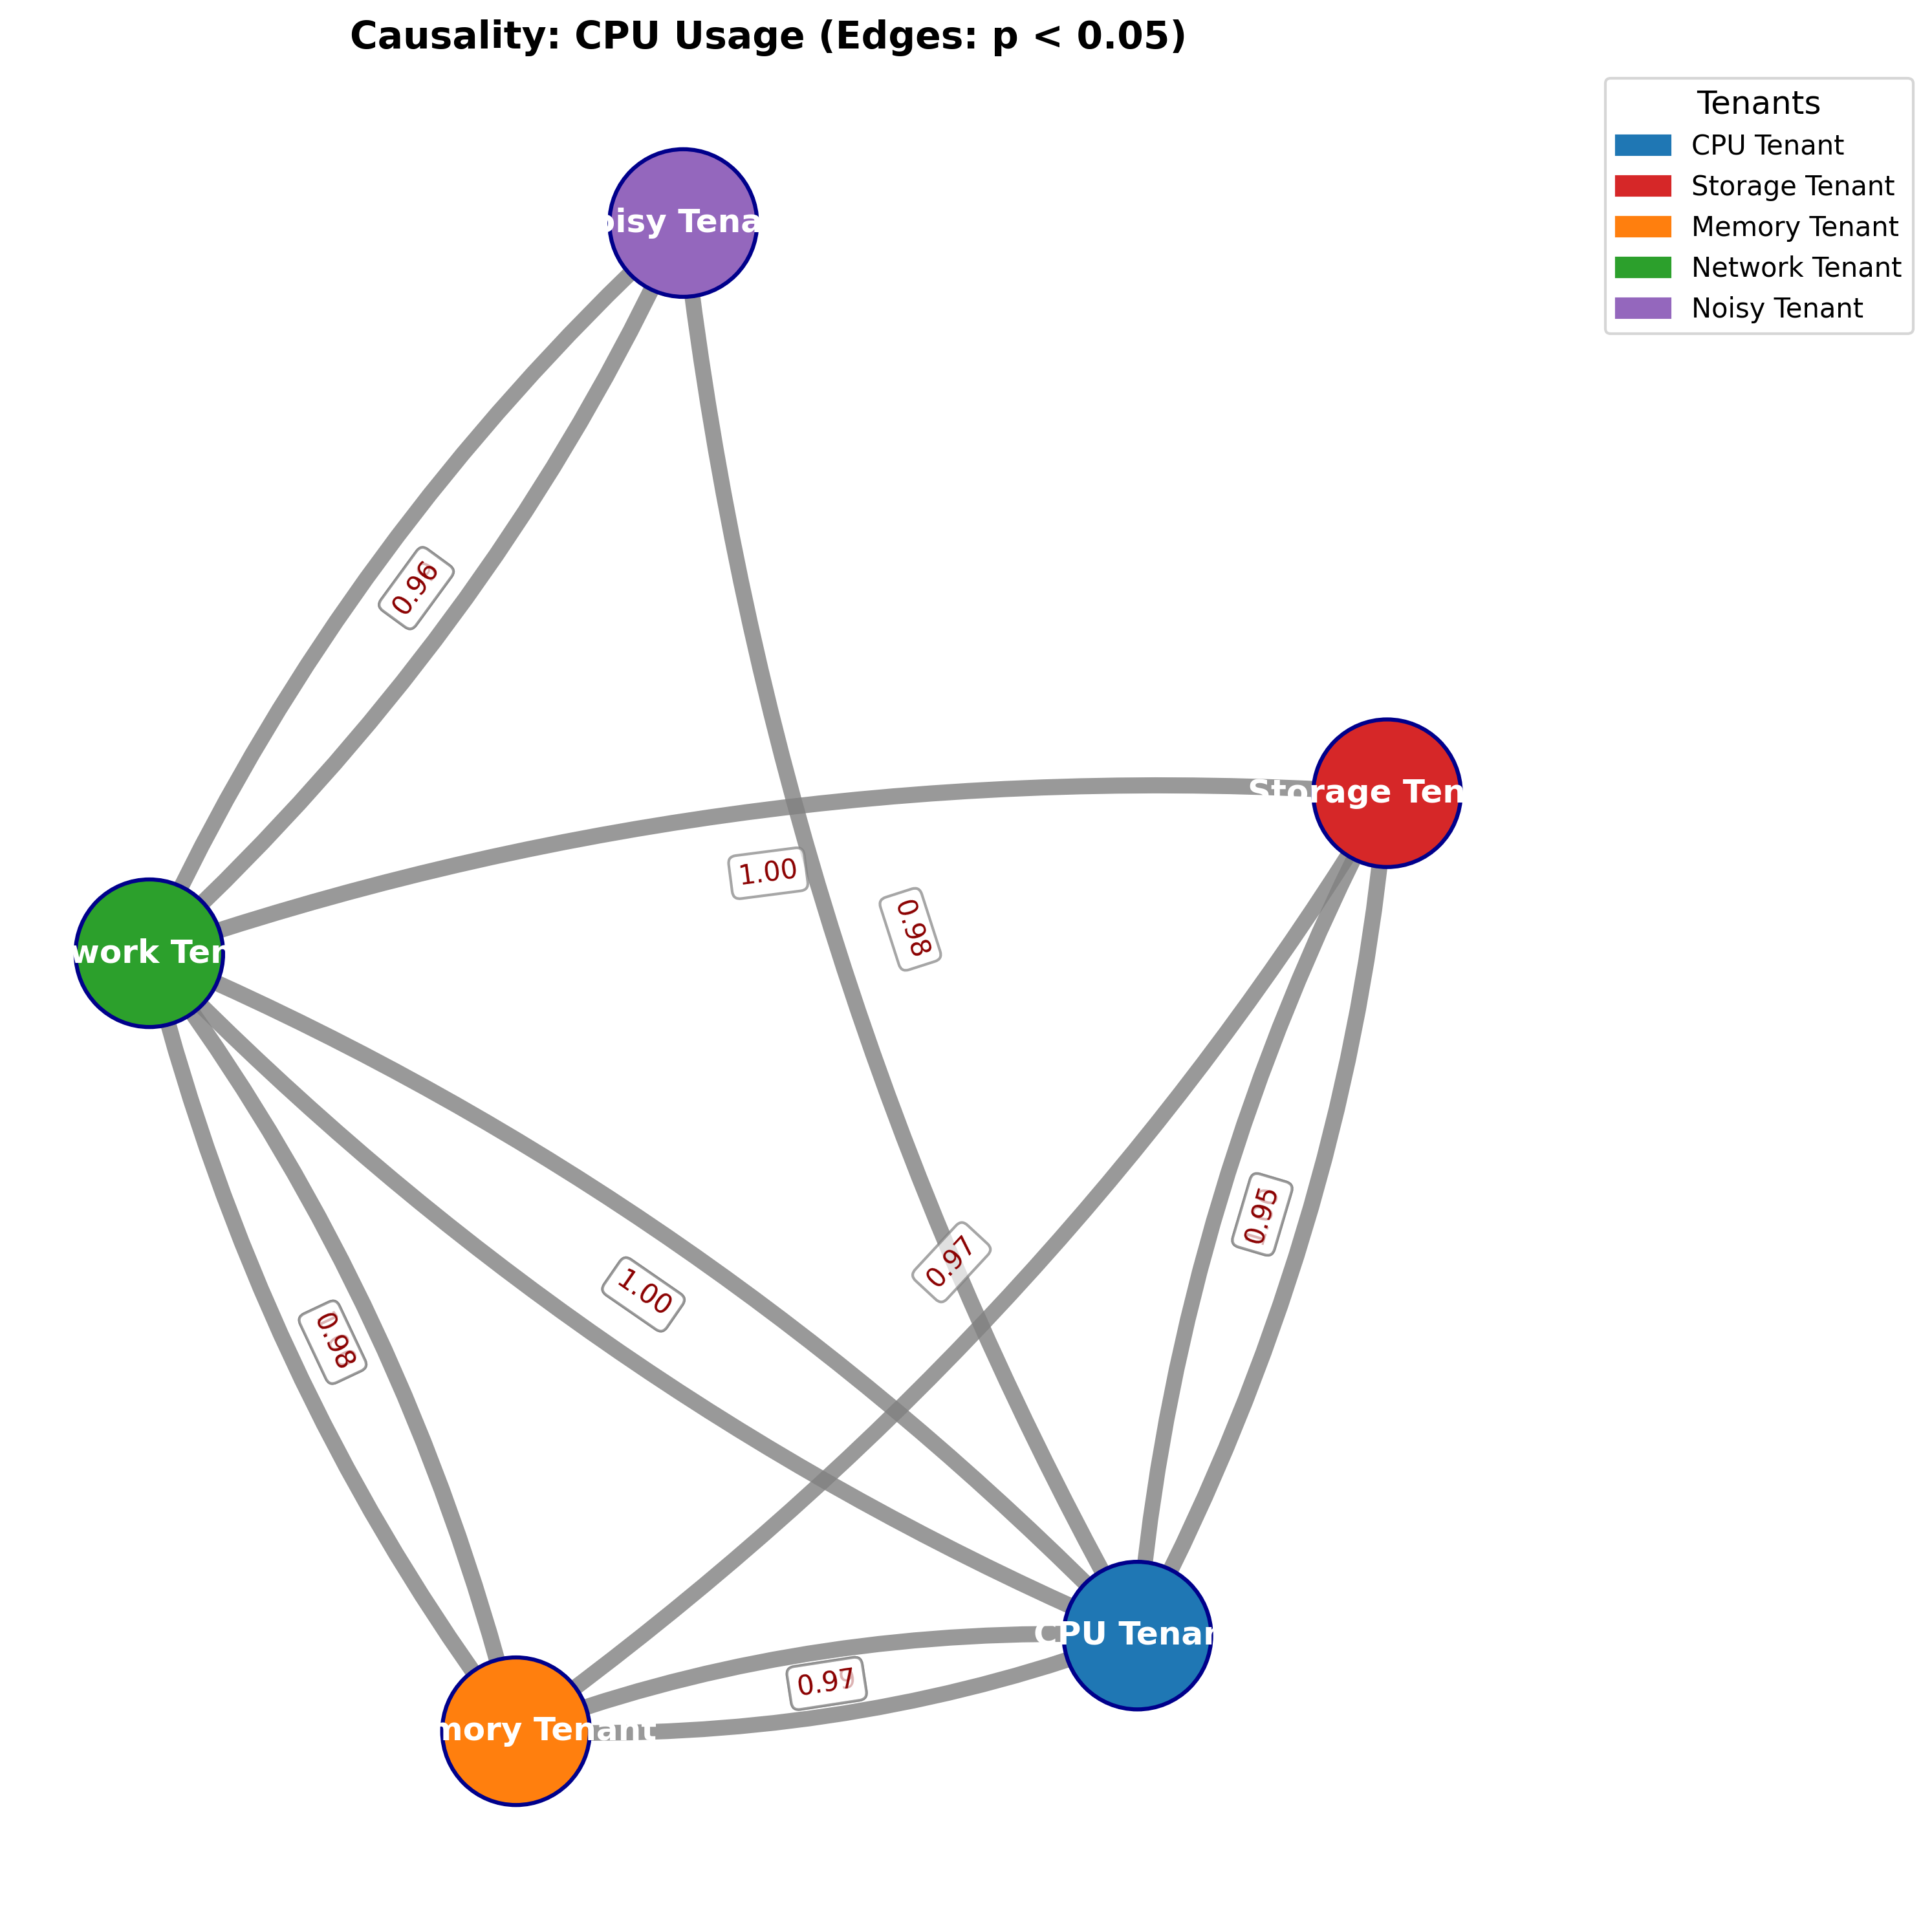 Causality: CPU Usage (Edges: p < 0.05)
Tenants
CPU Tenant
Storage Tenant
Memory Tenant
Network Tenant
Noisy Tenant
oisy Tena
0.96
Storage Ten
1.00
0.98
work Ten
0.95
0.97
1.00
0.98
CPU Tenan
0.97
mory Tenant